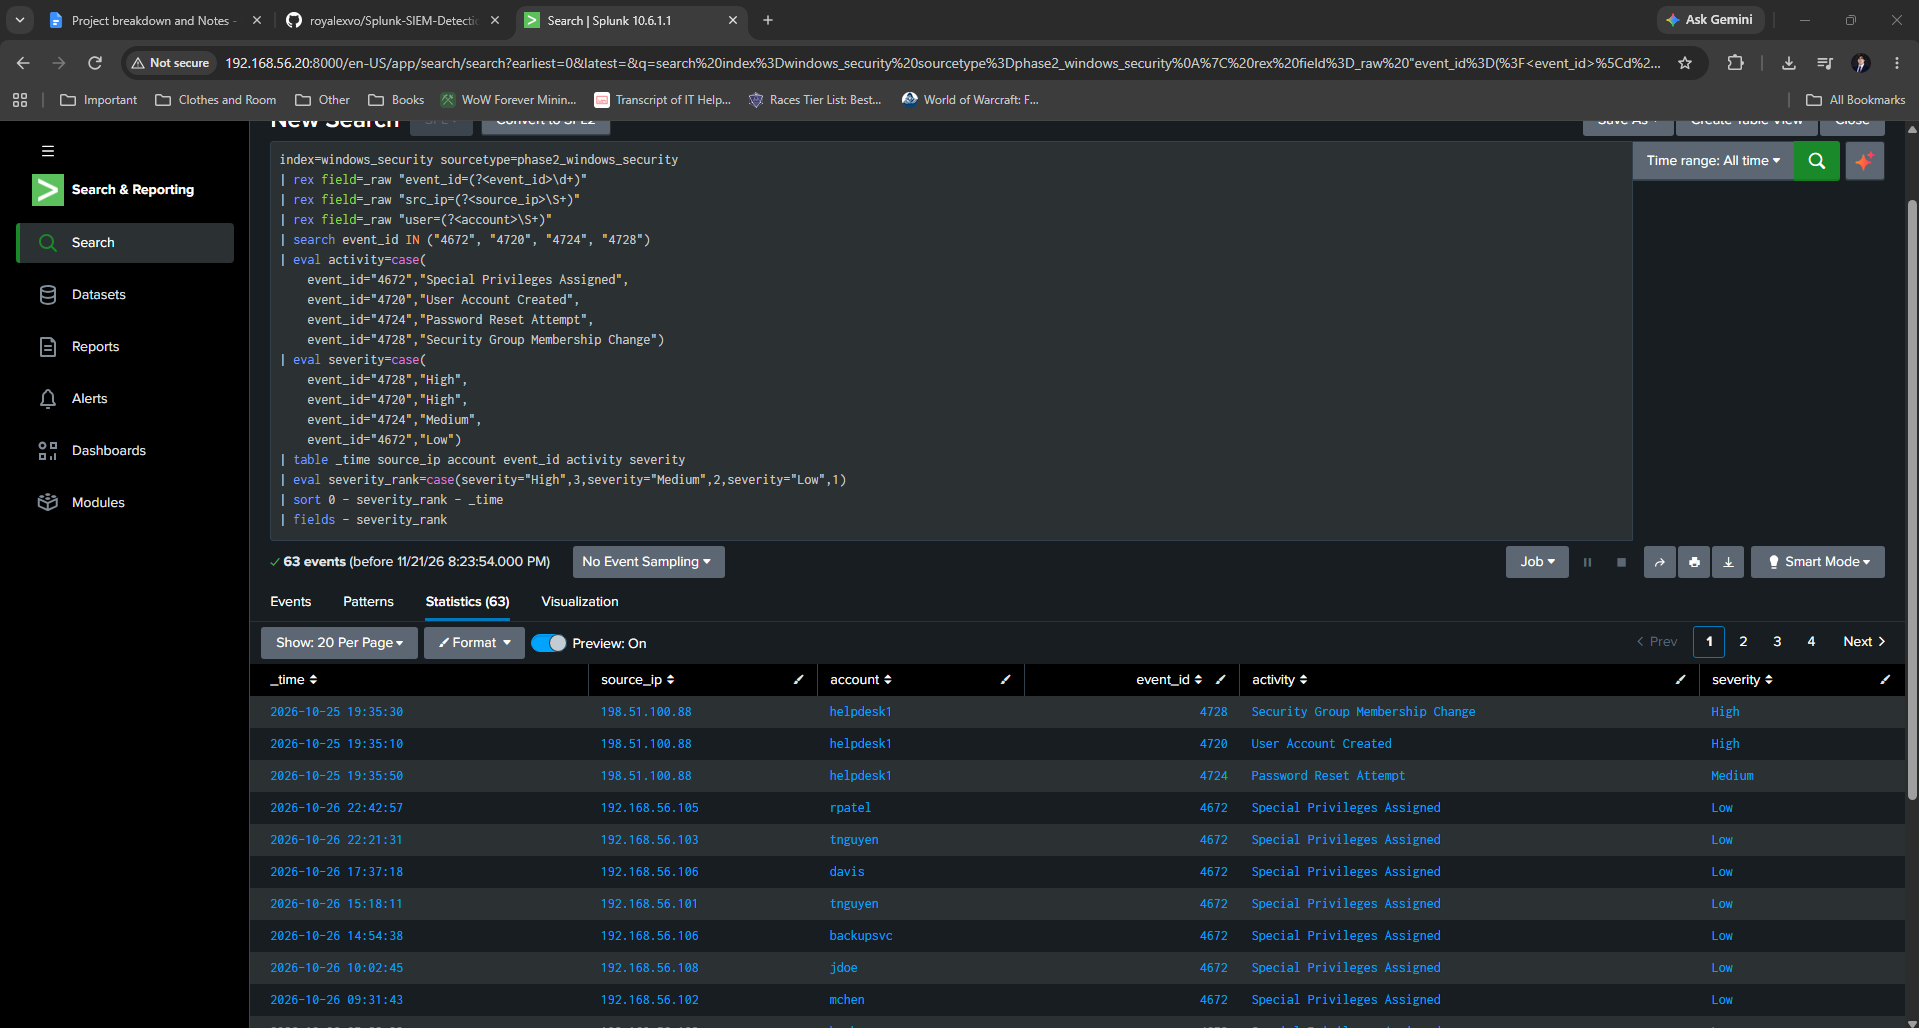 Project breakdown and Notes -
royalexvo/Splunk-SIEM-Detectio
Search | Splunk 10.6.1.1
Ask Gemini
Not secure
192.168.56.20:8000/en-US/app/search/search?earliest=0&latest=&q=search%20index%3Dwindows_security%20sourcetype%3Dphase2_windows_security%0A%7C%20rex%20field%3D_raw%20"event_id%3D(%3F<event_id>%5Cd%2...
Important
Clothes and Room
Other
Books
WoW Forever Minin...
Transcript of IT Help...
Races Tier List: Best...
World of Warcraft: F...
All Bookmarks
Search & Reporting
Search
Datasets
Reports
Alerts
Dashboards
Modules
New Search
Convert to SPL2
Save As
Create Table View
Close
index=windows_security sourcetype=phase2_windows_security
| rex field=_raw "event_id=(?<event_id>\d+)"
| rex field=_raw "src_ip=(?<source_ip>\S+)"
| rex field=_raw "user=(?<account>\S+)"
| search event_id IN ("4672", "4720", "4724", "4728")
| eval activity=case(
event_id="4672","Special Privileges Assigned",
event_id="4720","User Account Created",
event_id="4724","Password Reset Attempt",
event_id="4728","Security Group Membership Change")
| eval severity=case(
event_id="4728","High",
event_id="4720","High",
event_id="4724","Medium",
event_id="4672","Low")
| table _time source_ip account event_id activity severity
| eval severity_rank=case(severity="High",3,severity="Medium",2,severity="Low",1)
| sort 0 - severity_rank - _time
| fields - severity_rank
Time range: All time
63 events (before 11/21/26 8:23:54.000 PM)
No Event Sampling
Job
Smart Mode
Events
Patterns
Statistics (63)
Visualization
Show: 20 Per Page
Format
Preview: On
< Prev
1
2
3
4
Next >
_time source_ip account event_id activity severity
2026-10-25 19:35:30 198.51.100.88 helpdesk1 4728 Security Group Membership Change High
2026-10-25 19:35:10 198.51.100.88 helpdesk1 4720 User Account Created High
2026-10-25 19:35:50 198.51.100.88 helpdesk1 4724 Password Reset Attempt Medium
2026-10-26 22:42:57 192.168.56.105 rpatel 4672 Special Privileges Assigned Low
2026-10-26 22:21:31 192.168.56.103 tnguyen 4672 Special Privileges Assigned Low
2026-10-26 17:37:18 192.168.56.106 davis 4672 Special Privileges Assigned Low
2026-10-26 15:18:11 192.168.56.101 tnguyen 4672 Special Privileges Assigned Low
2026-10-26 14:54:38 192.168.56.106 backupsvc 4672 Special Privileges Assigned Low
2026-10-26 10:02:45 192.168.56.108 jdoe 4672 Special Privileges Assigned Low
2026-10-26 09:31:43 192.168.56.102 mchen 4672 Special Privileges Assigned Low